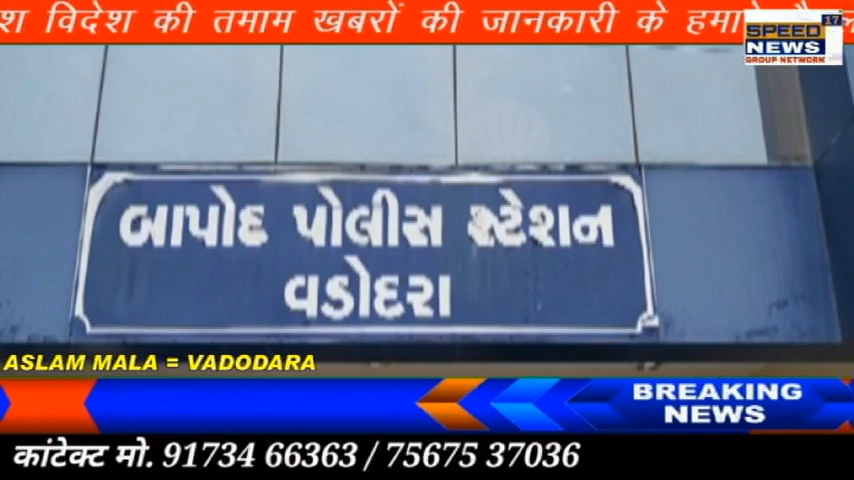 श विदेश की तमाम खबरों की जानकारी के हमारे
SPEED 17
NEWS
GROUP NETWORK
બાપોદ પોલીસ સ્ટેશન
વડોદરા
ASLAM MALA = VADODARA
BREAKING
NEWS
कांटेक्ट मो. 91734 66363 / 75675 37036